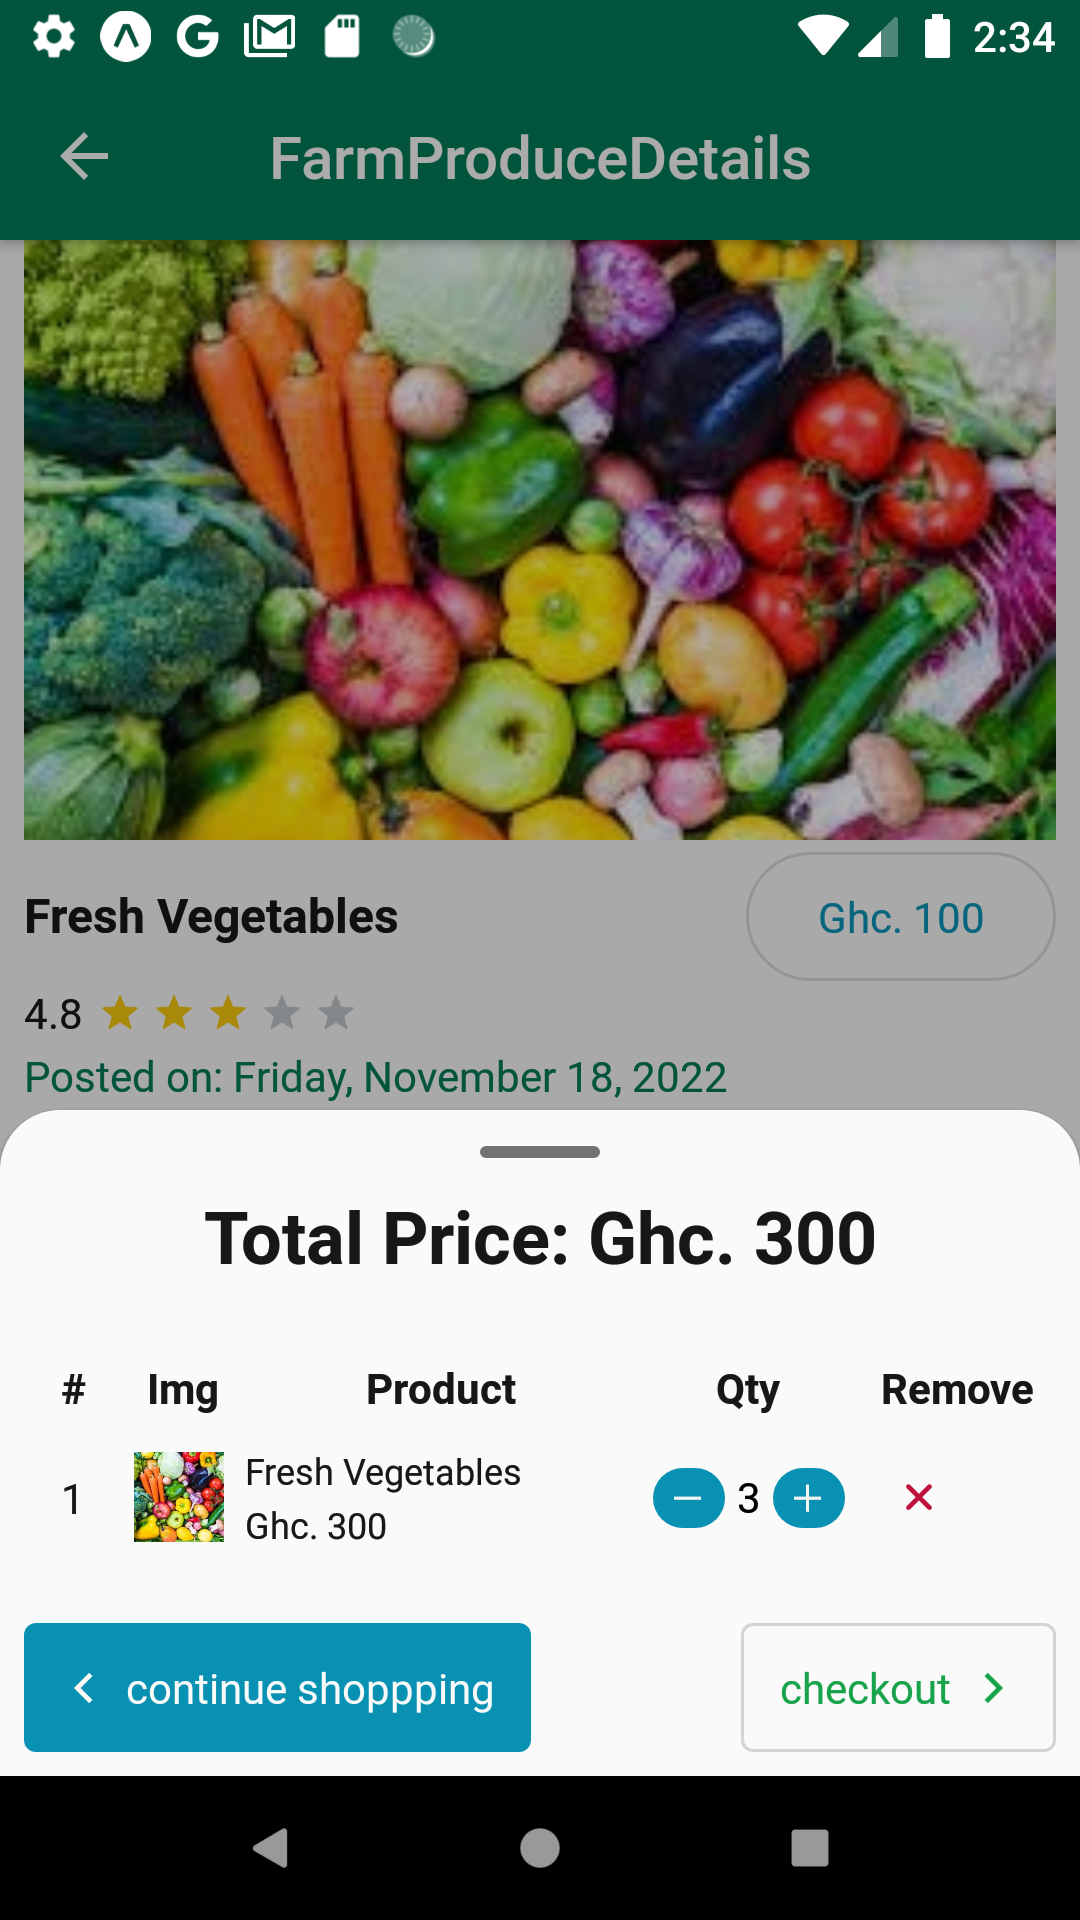 2:34
FarmProduceDetails
Fresh Vegetables
Ghc. 100
4.8
Posted on: Friday, November 18, 2022
Total Price: Ghc. 300
# Img Product Qty Remove
1 Fresh Vegetables 3
Ghc. 300
continue shoppping
checkout